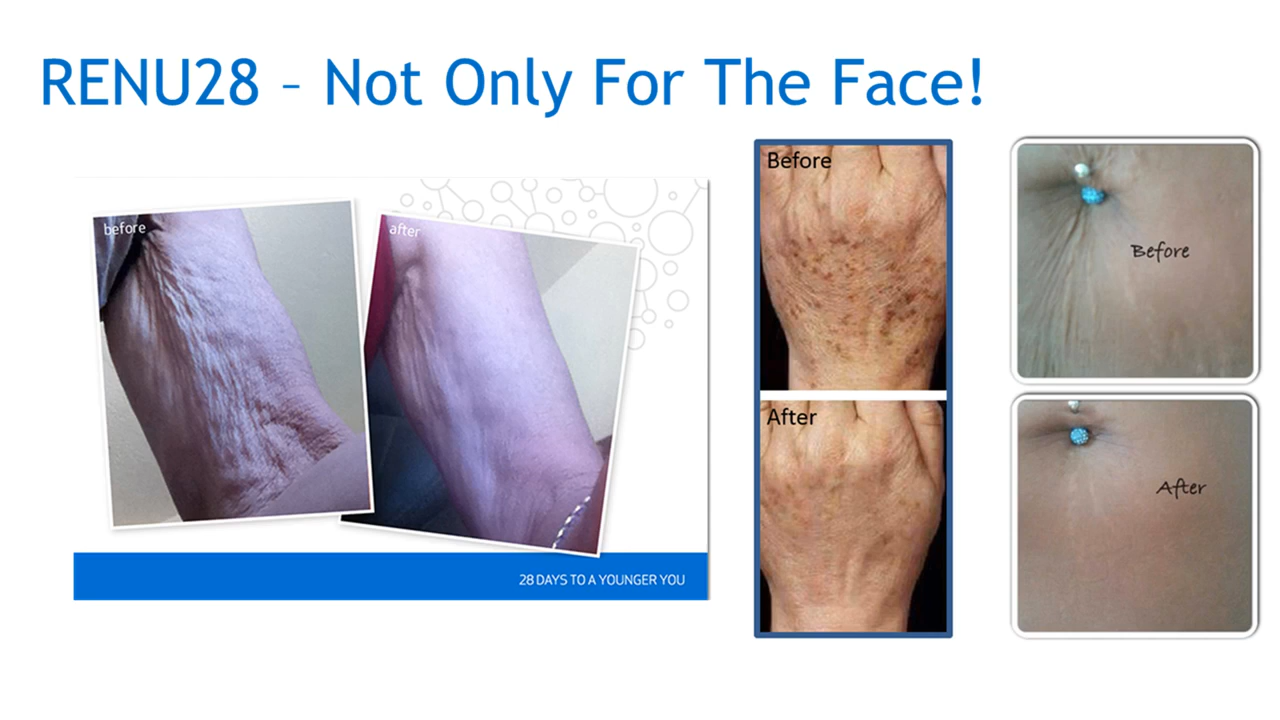 RENU28 – Not Only For The Face!
before
after
28 DAYS TO A YOUNGER YOU
Before
After
Before
After